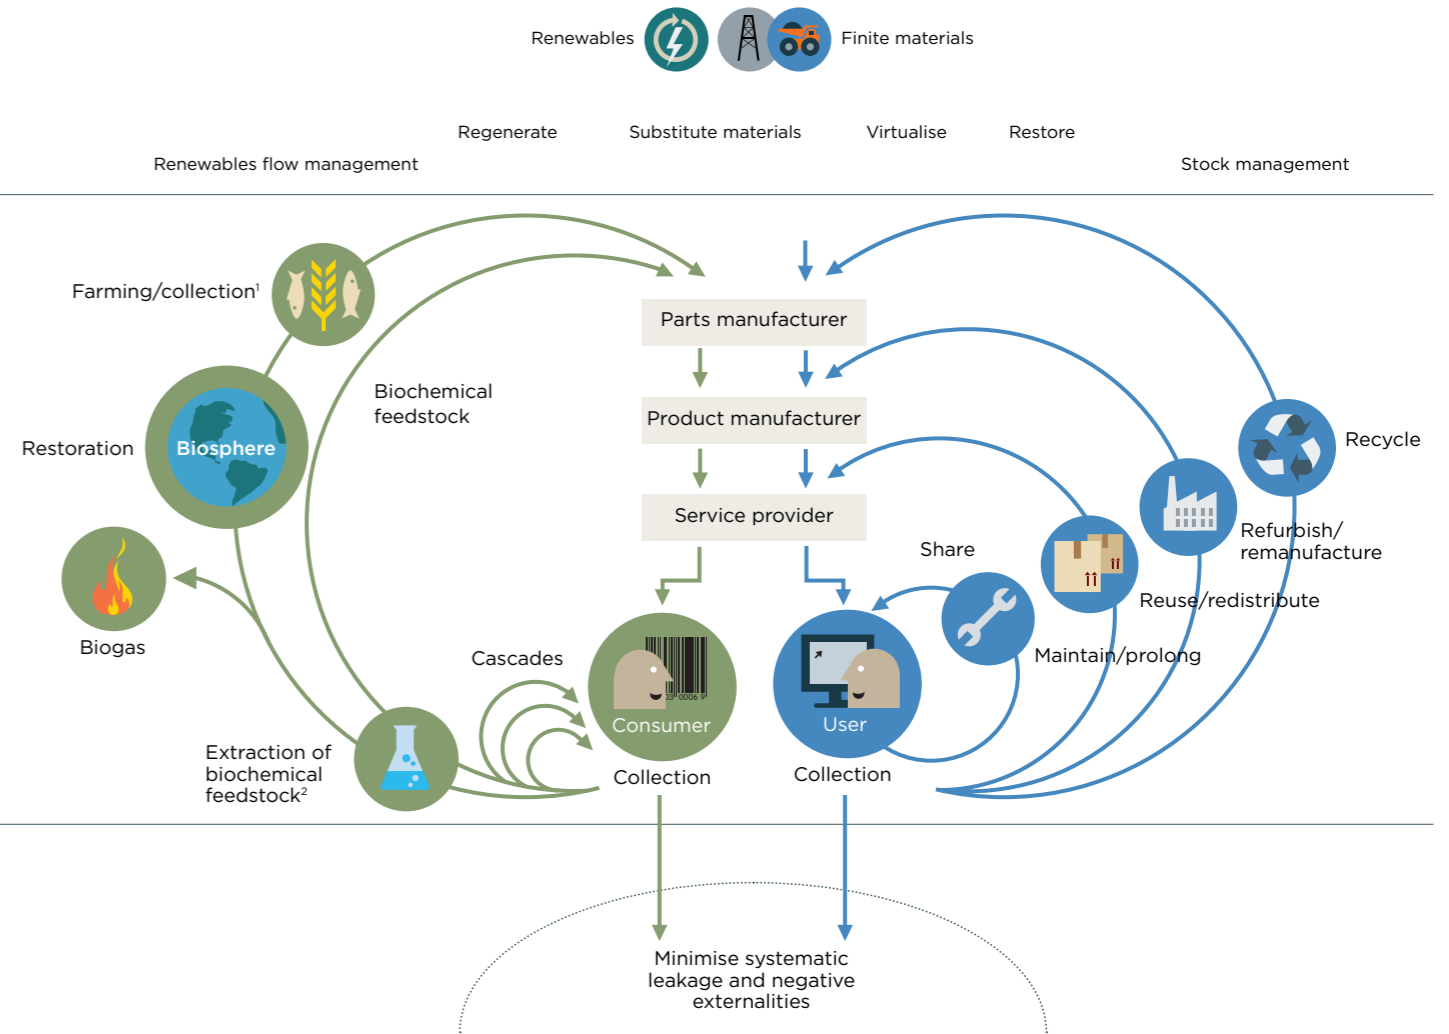 Renewables
Finite materials
Regenerate
Substitute materials
Virtualise
Restore
Renewables flow management
Stock management
Farming/collection¹
Parts manufacturer
Biochemical
feedstock
Product manufacturer
Recycle
Restoration
Biosphere
Service provider
Refurbish/
remanufacture
Share
Reuse/redistribute
Biogas
Cascades
Maintain/prolong
Consumer
User
Extraction of
biochemical
feedstock²
Collection
Collection
Minimise systematic
leakage and negative
externalities